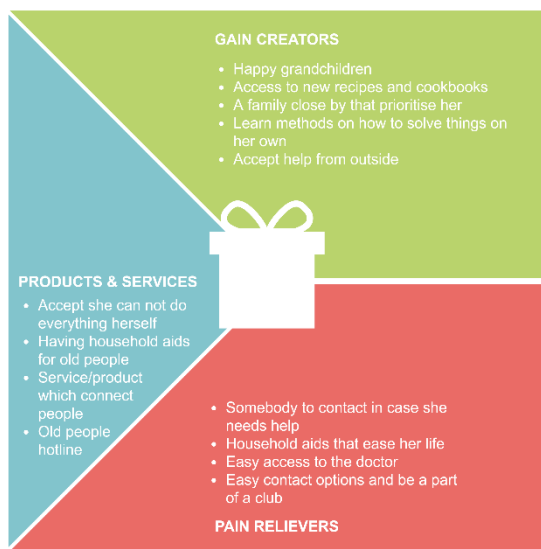 GAIN CREATORS
• Happy grandchildren
• Access to new recipes and cookbooks
• A family close by that prioritise her
• Learn methods on how to solve things on
her own
• Accept help from outside
PRODUCTS & SERVICES
• Accept she can not do
everything herself
• Having household aids
for old people
• Service/product
which connect
people
• Old people
hotline
• Somebody to contact in case she
needs help
• Household aids that ease her life
• Easy access to the doctor
• Easy contact options and be a part
of a club
PAIN RELIEVERS